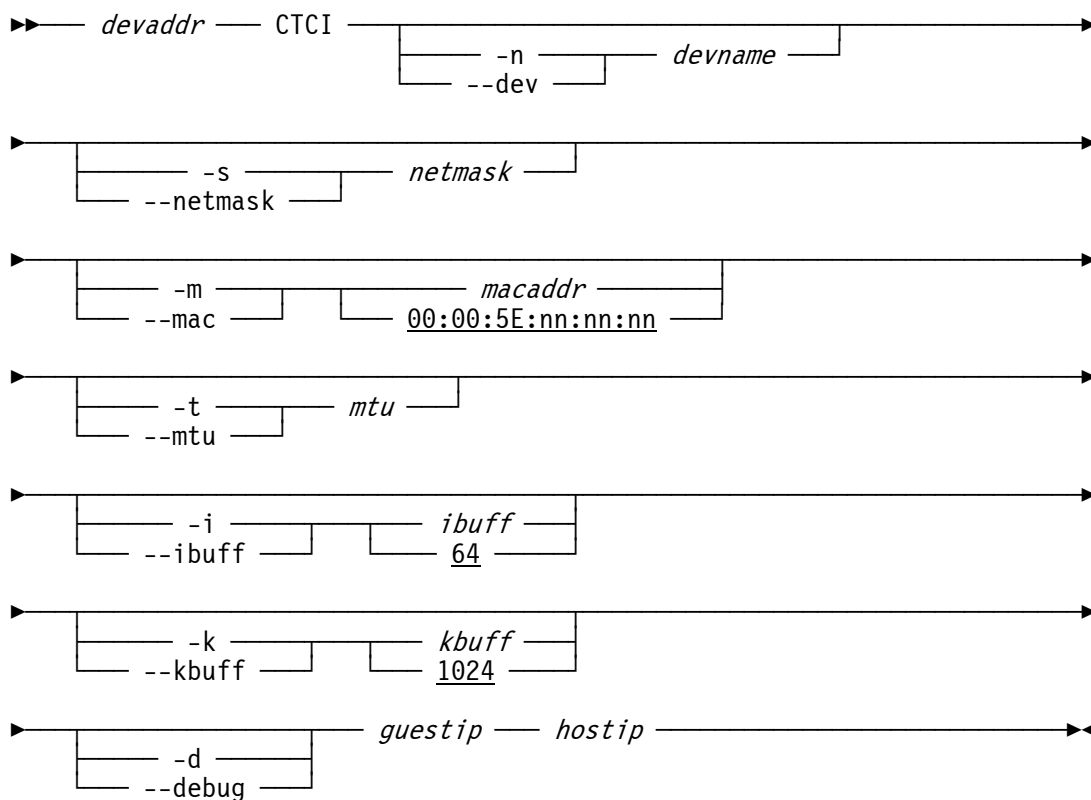 devaddr CTCI
-n devname
--dev
-s netmask
--netmask
-m macaddr
--mac 00:00:5E:nn:nn:nn
-t mtu
--mtu
-i ibuff
--ibuff 64
-k kbuff
--kbuff 1024
guestip hostip
-d
--debug